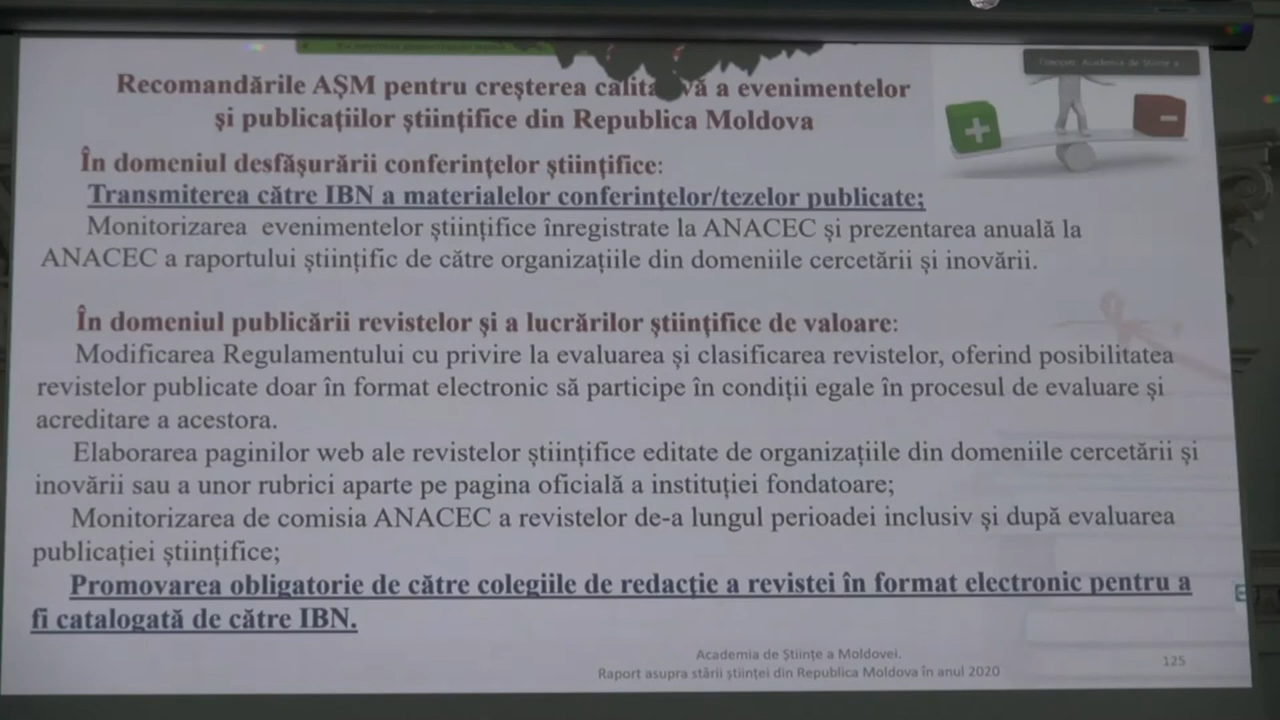 Recomandările AȘM pentru creșterea calita vă a evenimentelor
și publicațiilor științifice din Republica Moldova
În domeniul desfășurării conferințelor științifice:
Transmiterea către IBN a materialelor conferințelor/tezelor publicate;
Monitorizarea evenimentelor științifice înregistrate la ANACEC și prezentarea anuală la
ANACEC a raportului științific de către organizațiile din domeniile cercetării și inovării.
În domeniul publicării revistelor și a lucrărilor științifice de valoare:
Modificarea Regulamentului cu privire la evaluarea și clasificarea revistelor, oferind posibilitatea
revistelor publicate doar în format electronic să participe în condiții egale în procesul de evaluare și
acreditare a acestora.
Elaborarea paginilor web ale revistelor științifice editate de organizațiile din domeniile cercetării și
inovării sau a unor rubrici aparte pe pagina oficială a instituției fondatoare;
Monitorizarea de comisia ANACEC a revistelor de-a lungul perioadei inclusiv și după evaluarea
publicației științifice;
Promovarea obligatorie de către colegiile de redacție a revistei în format electronic pentru a
fi catalogată de către IBN.
Academia de Științe a Moldovei.
Raport asupra stării științei din Republica Moldova în anul 2020
125